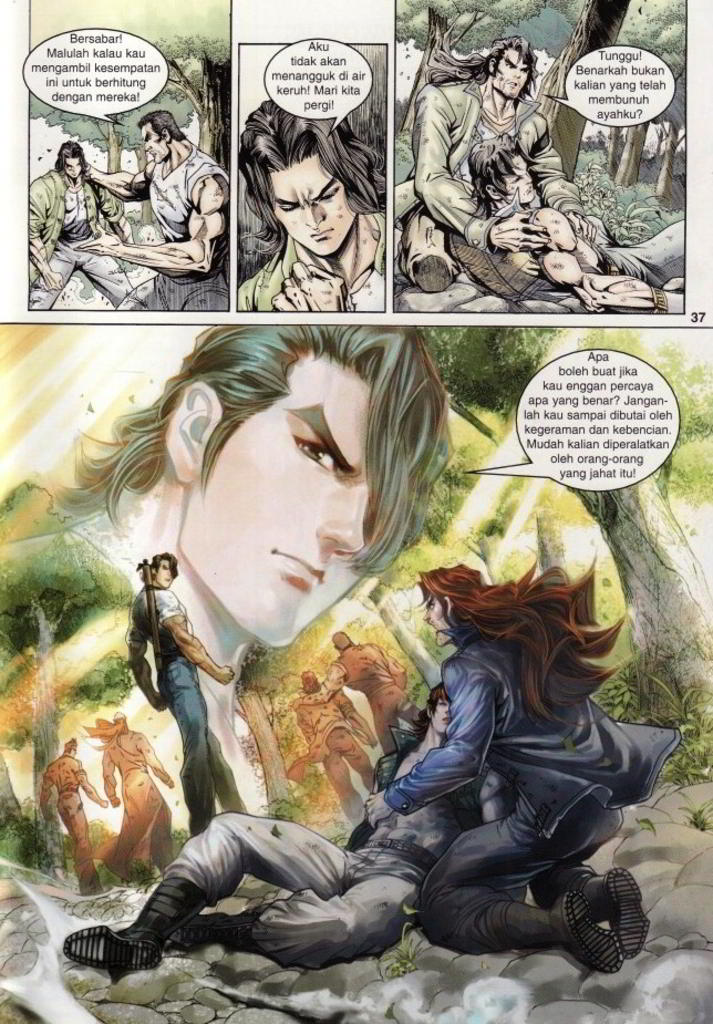 Bersabar!
Malulah kalau kau
mengambil kesempatan
ini untuk berhitung
dengan mereka!
Aku
tidak akan
menangguk di air
keruh! Mari kita
pergi!
Tunggu!
Benarkah bukan
kalian yang telah
membunuh
ayahku?
37
Apa
boleh buat jika
kau enggan percaya
apa yang benar? Jangan-
lah kau sampai dibutai oleh
kegeraman dan kebencian.
Mudah kalian diperalatkan
oleh orang-orang
yang jahat itu!